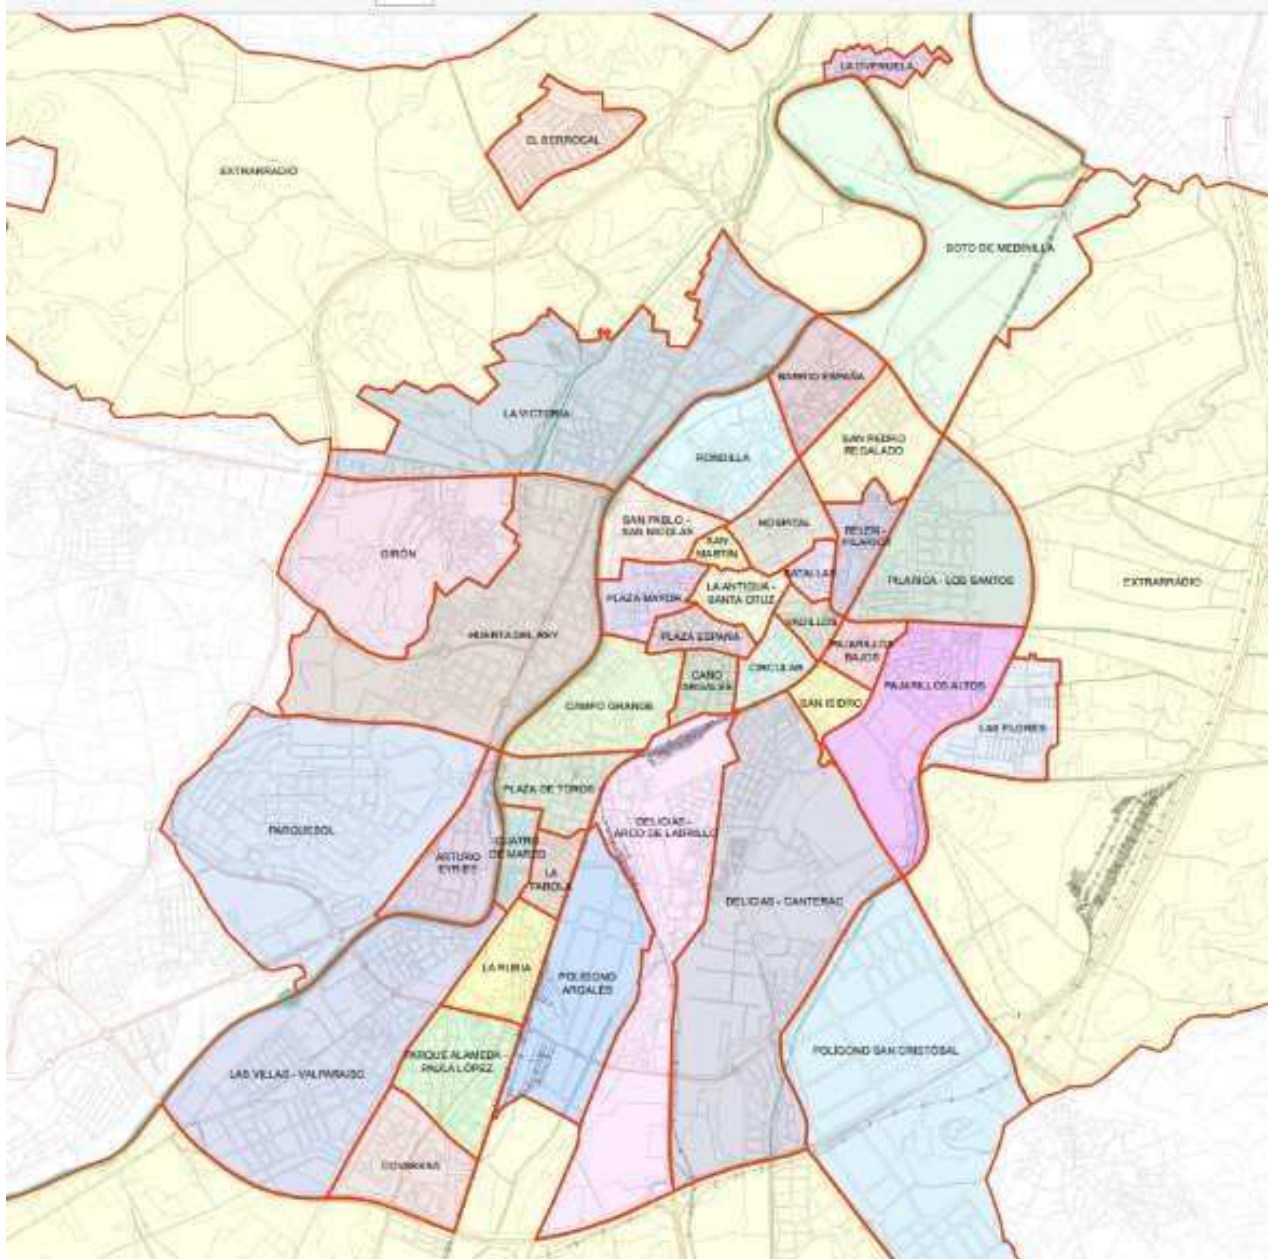 LA OVERUELA
EL BERROCAL
EXTRARRADIO
SOTO DE MEDINILLA
BARRIO ESPAÑA
LA VICTORIA
SAN PEDRO
REGALADO
RONDILLA
SAN PABLO -
SAN NICOLAS
HOSPITAL
BELEN -
PILARICA
SAN
MARTIN
GIRÓN
BATALLAS
PILARICA - LOS SANTOS
EXTRARRADIO
LA ANTIGUA -
SANTA CRUZ
PLAZA MAYOR
VADILLOS
HUERTA DEL REY
PLAZA ESPAÑA
PAJARILLOS
BAJOS
CIRCULAR
CAÑO
ARGALES
PAJARILLOS ALTOS
SAN ISIDRO
CAMPO GRANDE
LAS FLORES
PLAZA DE TOROS
PARQUESOL
DELICIAS -
ARCO DE LADRILLO
CUATRO
DE MARZO
ARTURO
EYRIES
LA
FAROLA
DELICIAS - CANTERAC
LA RUBIA
POLIGONO
ARGALES
POLIGONO SAN CRISTÓBAL
PARQUE ALAMEDA -
PAULA LÓPEZ
LAS VILLAS - VALPARAISO
COVARESA